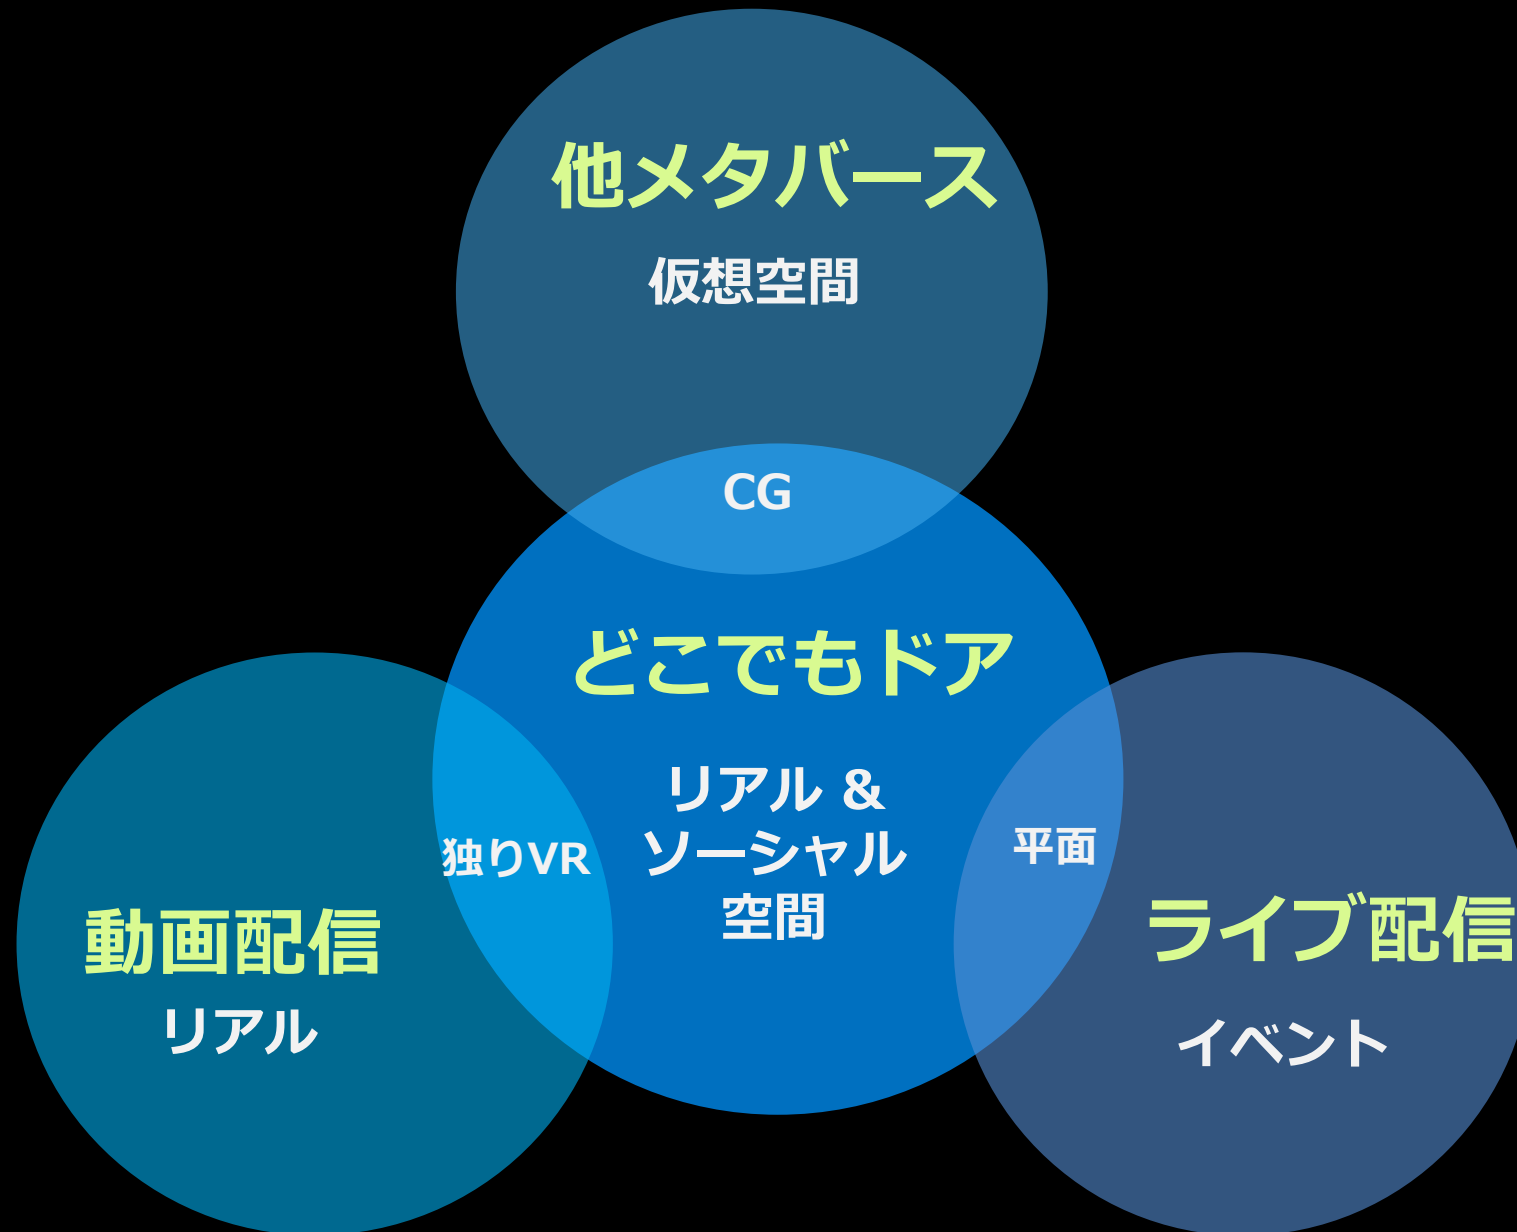 他メタバース
仮想空間
CG
どこでもドア
リアル &
ソーシャル
空間
独りVR
平面
動画配信
リアル
ライブ配信
イベント